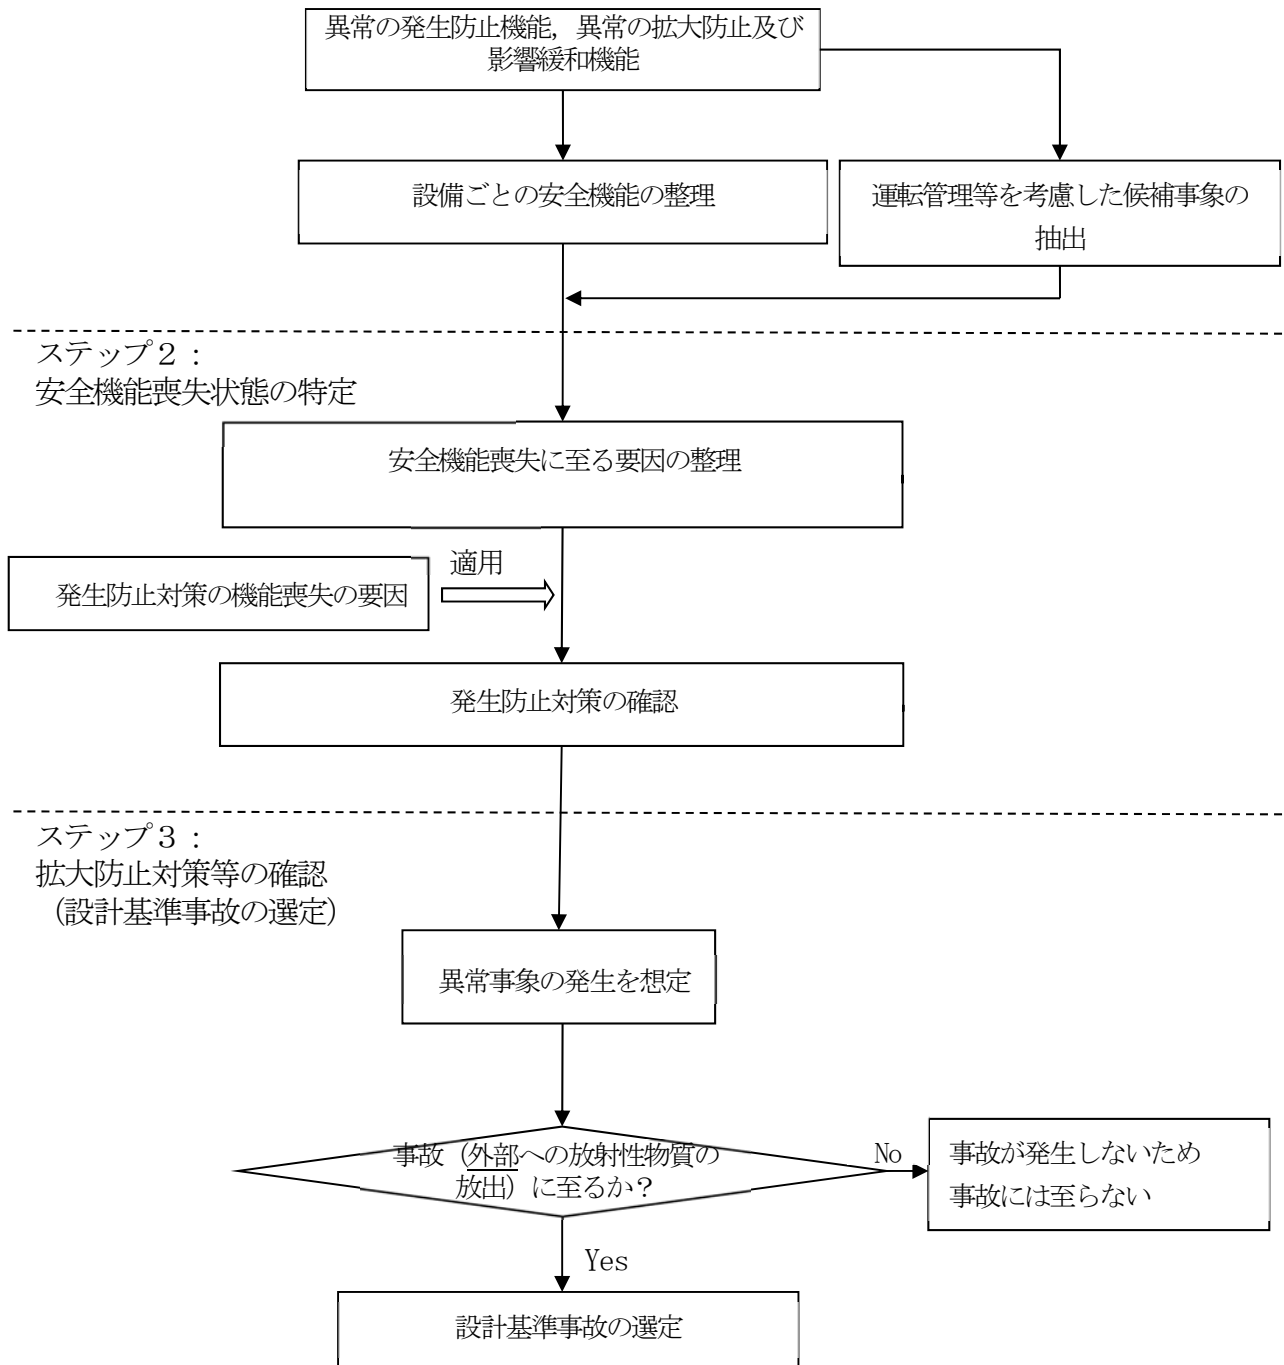 異常の発生防止機能，異常の拡大防止及び
影響緩和機能
設備ごとの安全機能の整理
運転管理等を考慮した候補事象の
抽出
ステップ２：
安全機能喪失状態の特定
安全機能喪失に至る要因の整理
適用
発生防止対策の機能喪失の要因
発生防止対策の確認
ステップ３：
拡大防止対策等の確認
（設計基準事故の選定）
異常事象の発生を想定
事故（外部への放射性物質の
放出）に至るか？
No
事故が発生しないため
事故には至らない
Yes
設計基準事故の選定